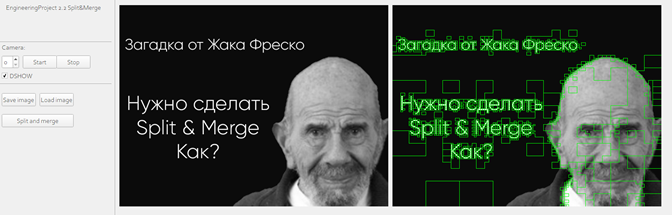 EngineeringProject 2.2 Split&Merge
Camera:
0
Start
Stop
DSHOW
Save image
Load image
Split and merge
Загадка от Жака Фреско
Нужно сделать
Split & Merge
Как?
Загадка от Жака Фреско
Нужно сделать
Split & Merge
Как?